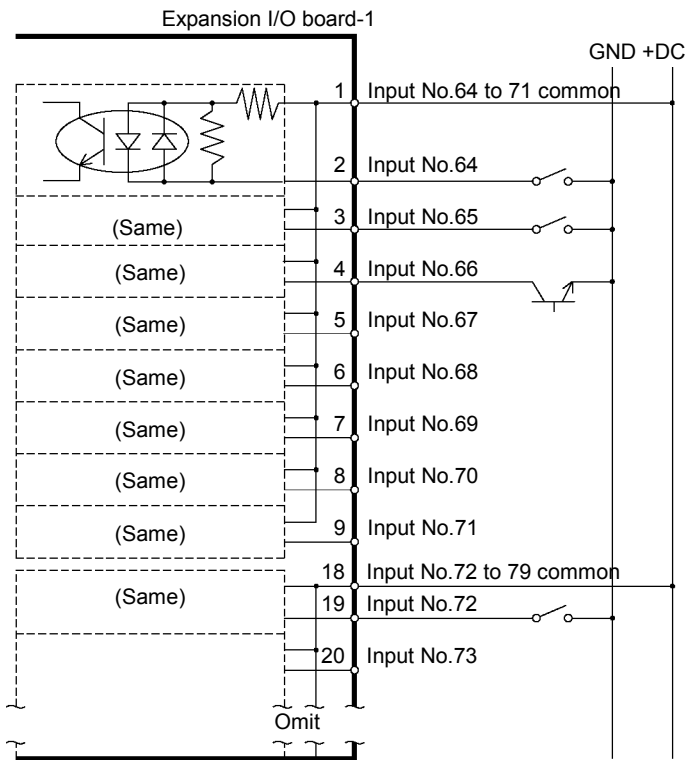 Expansion I/O board-1
GND +DC
1 Input No.64 to 71 common
2 Input No.64
(Same) 3 Input No.65
(Same) 4 Input No.66
(Same) 5 Input No.67
(Same) 6 Input No.68
(Same) 7 Input No.69
(Same) 8 Input No.70
(Same) 9 Input No.71
18 Input No.72 to 79 common
(Same) 19 Input No.72
20 Input No.73
Omit